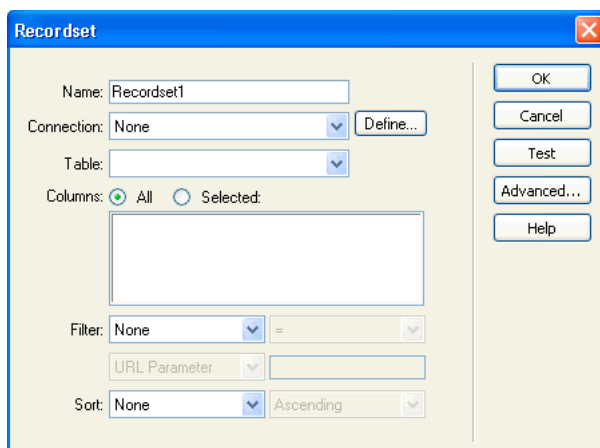 Recordset
Name: Recordset1
Connection: None Define...
Table:
Columns: All Selected:
Filter: None =
URL Parameter
Sort: None Ascending
OK
Cancel
Test
Advanced...
Help